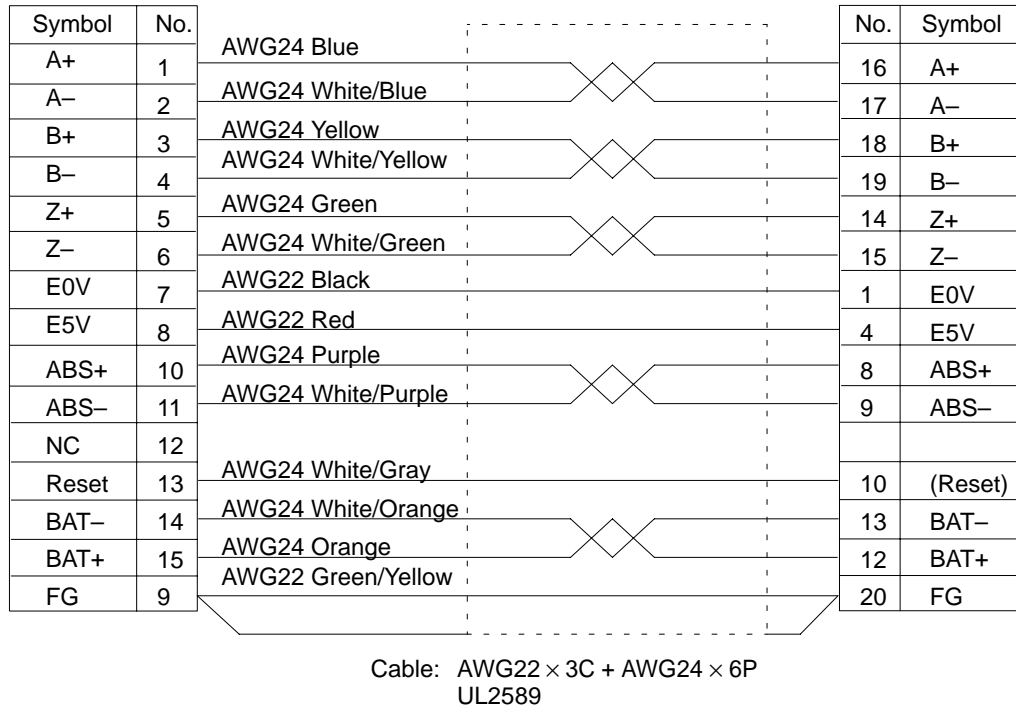 Symbol No. No. Symbol
AWG24 Blue
A+ 1 16 A+
AWG24 White/Blue
A– 2 17 A–
AWG24 Yellow
B+ 3 18 B+
AWG24 White/Yellow
B– 4 19 B–
AWG24 Green
Z+ 5 14 Z+
AWG24 White/Green
Z– 6 15 Z–
AWG22 Black
E0V 7 1 E0V
AWG22 Red
E5V 8 4 E5V
AWG24 Purple
ABS+ 10 8 ABS+
AWG24 White/Purple
ABS– 11 9 ABS–
NC 12
AWG24 White/Gray
Reset 13 10 (Reset)
AWG24 White/Orange
BAT– 14 13 BAT–
AWG24 Orange
BAT+ 15 12 BAT+
AWG22 Green/Yellow
FG 9 20 FG
Cable: AWG22 × 3C + AWG24 × 6P
UL2589